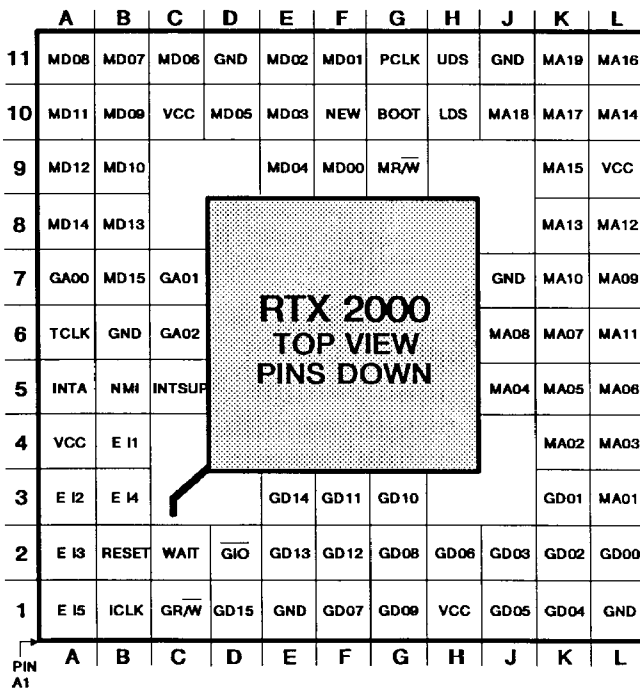 A B C D E F G H J K L
11 MD08 MD07 MD06 GND MD02 MD01 PCLK UDS GND MA19 MA16
10 MD11 MD09 VCC MD05 MD03 NEW BOOT LDS MA18 MA17 MA14
9 MD12 MD10 MD04 MD00 MR/W̅ MA15 VCC
8 MD14 MD13 MA13 MA12
7 GA00 MD15 GA01 GND MA10 MA09
RTX 2000
6 TCLK GND GA02 MA08 MA07 MA11
TOP VIEW
PINS DOWN
5 INTA NMI INTSUP MA04 MA05 MA06
4 VCC E I1 MA02 MA03
3 E I2 E I4 GD14 GD11 GD10 GD01 MA01
2 E I3 RESET WAIT G̅I̅O̅ GD13 GD12 GD08 GD06 GD03 GD02 GD00
1 E I5 ICLK GR/W̅ GD15 GND GD07 GD09 VCC GD05 GD04 GND
A B C D E F G H J K L
PIN
A1